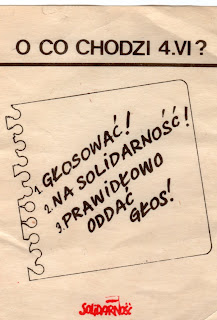 O CO CHODZI 4.VI?
1. GŁOSOWAĆ!
2. NA SOLIDARNOŚĆ!
3. PRAWIDŁOWO
ODDAĆ
GŁOS!
SOLIDARNOŚĆ